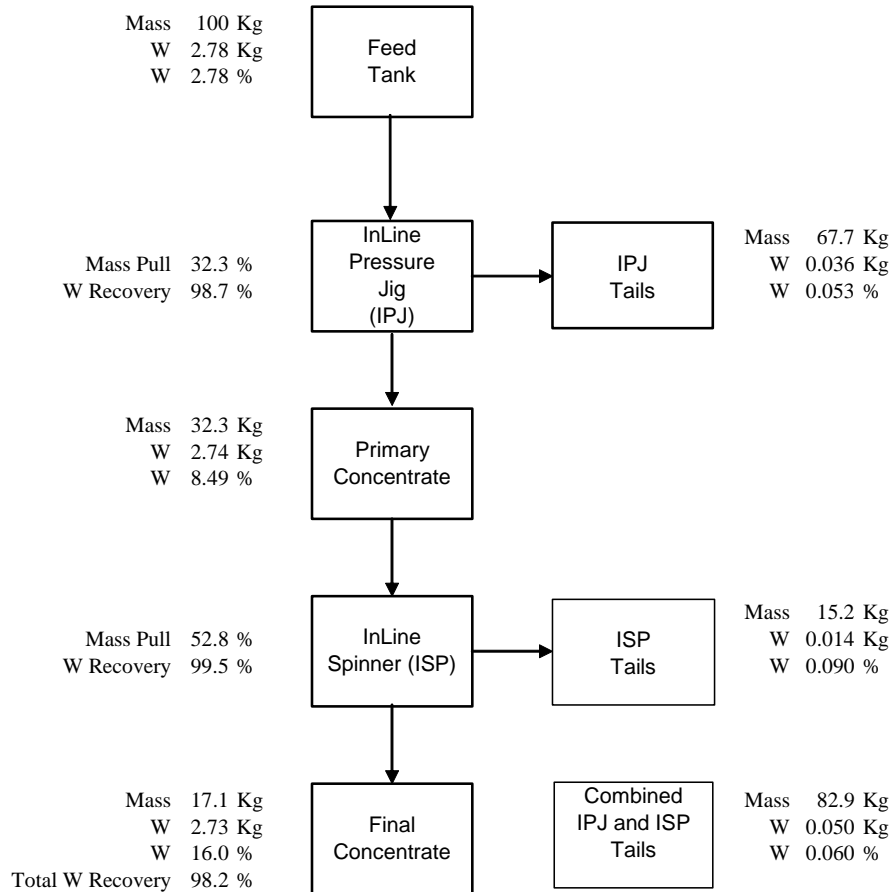 Mass 100 Kg
W 2.78 Kg
W 2.78 %
Feed
Tank
Mass Pull 32.3 %
W Recovery 98.7 %
InLine
Pressure
Jig
(IPJ)
IPJ
Tails
Mass 67.7 Kg
W 0.036 Kg
W 0.053 %
Mass 32.3 Kg
W 2.74 Kg
W 8.49 %
Primary
Concentrate
Mass Pull 52.8 %
W Recovery 99.5 %
InLine
Spinner (ISP)
ISP
Tails
Mass 15.2 Kg
W 0.014 Kg
W 0.090 %
Mass 17.1 Kg
W 2.73 Kg
W 16.0 %
Total W Recovery 98.2 %
Final
Concentrate
Combined
IPJ and ISP
Tails
Mass 82.9 Kg
W 0.050 Kg
W 0.060 %